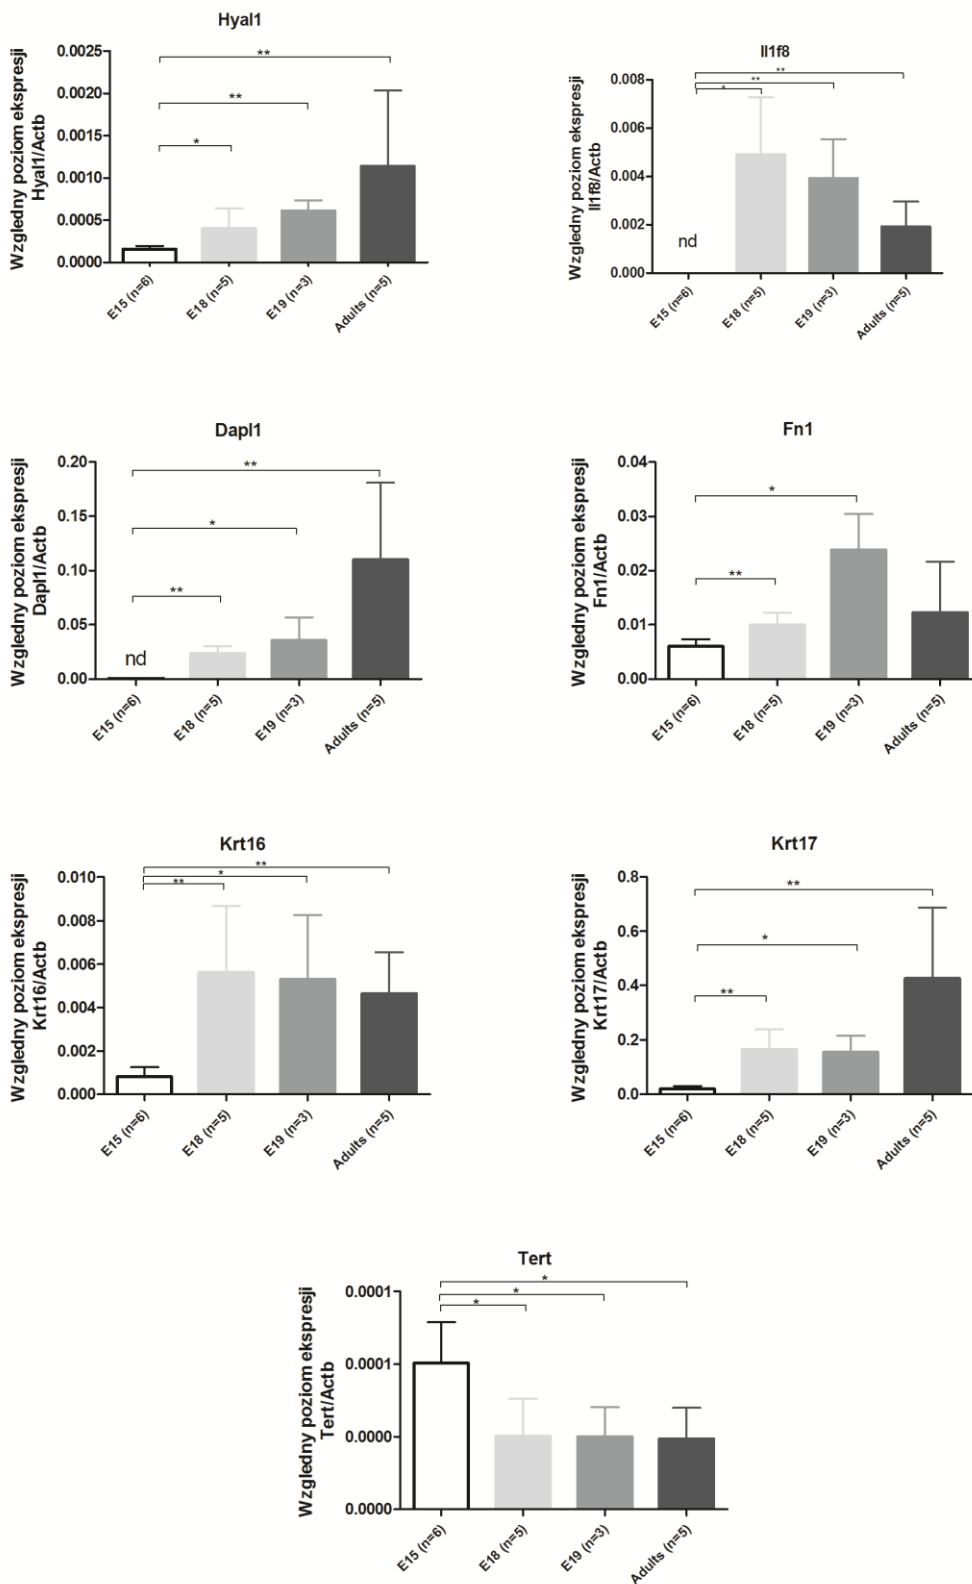 Hyal1
Względny poziom ekspresji
Hyal1/Actb
0.0025
0.0020
0.0015
0.0010
0.0005
0.0000
**
**
*
E15 (n=6)
E18 (n=5)
E19 (n=3)
Adults (n=5)
Il1f8
Wzgledny poziom ekspresji
Il1f8/Actb
0.008
0.006
0.004
0.002
0.000
**
**
*
nd
E15 (n=6)
E18 (n=5)
E19 (n=3)
Adults (n=5)
Dapl1
Wzgledny poziom ekspresji
Dapl1/Actb
0.20
0.15
0.10
0.05
0.00
**
*
**
nd
E15 (n=6)
E18 (n=5)
E19 (n=3)
Adults (n=5)
Fn1
Wzgledny poziom ekspresji
Fn1/Actb
0.04
0.03
0.02
0.01
0.00
*
**
E15 (n=6)
E18 (n=5)
E19 (n=3)
Adults (n=5)
Krt16
Wzgledny poziom ekspresji
Krt16/Actb
0.010
0.008
0.006
0.004
0.002
0.000
**
*
**
E15 (n=6)
E18 (n=5)
E19 (n=3)
Adults (n=5)
Krt17
Wzgledny poziom ekspresji
Krt17/Actb
0.8
0.6
0.4
0.2
0.0
**
*
**
E15 (n=6)
E18 (n=5)
E19 (n=3)
Adults (n=5)
Tert
Wzgledny poziom ekspresji
Tert/Actb
0.0001
0.0001
0.0000
0.0000
*
*
*
E15 (n=6)
E18 (n=5)
E19 (n=3)
Adults (n=5)